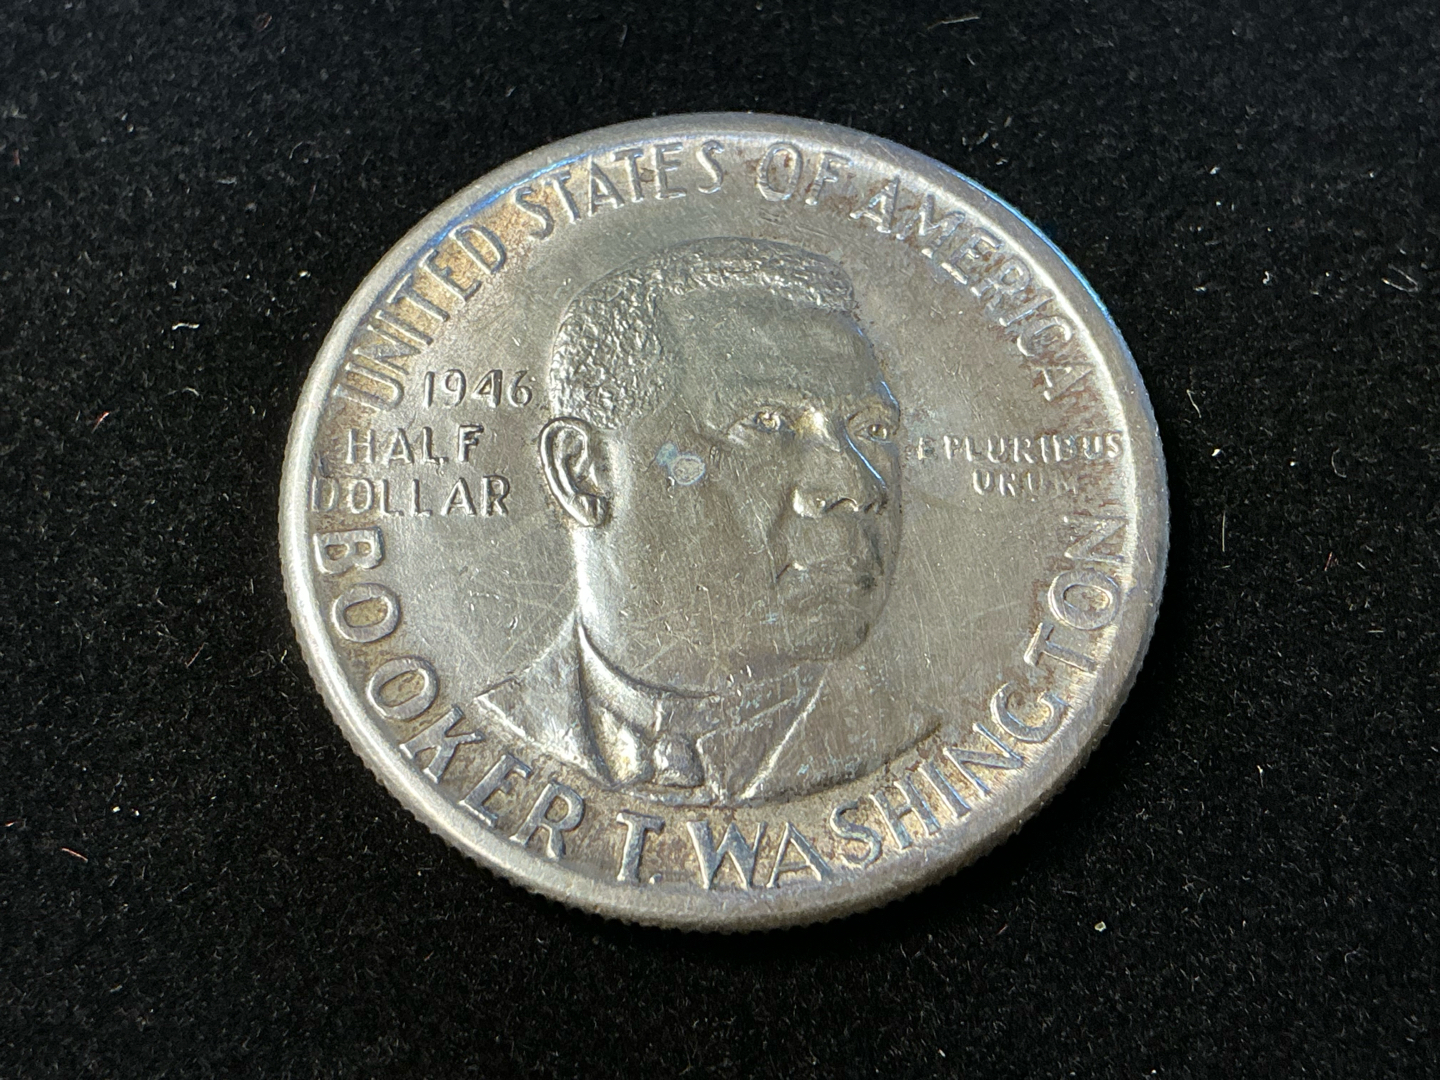 UNITED STATES OF AMERICA
1946
HALF
DOLLAR
E PLURIBUS
UNUM
BOOKER T. WASHINGTON